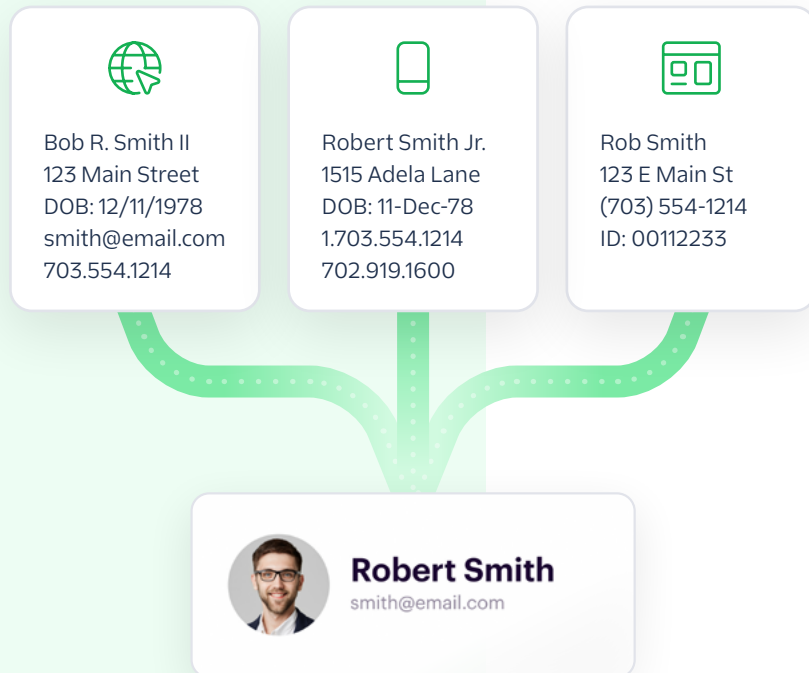 Bob R. Smith II
123 Main Street
DOB: 12/11/1978
smith@email.com
703.554.1214
Robert Smith Jr.
1515 Adela Lane
DOB: 11-Dec-78
1.703.554.1214
702.919.1600
Rob Smith
123 E Main St
(703) 554-1214
ID: 00112233
Robert Smith
smith@email.com